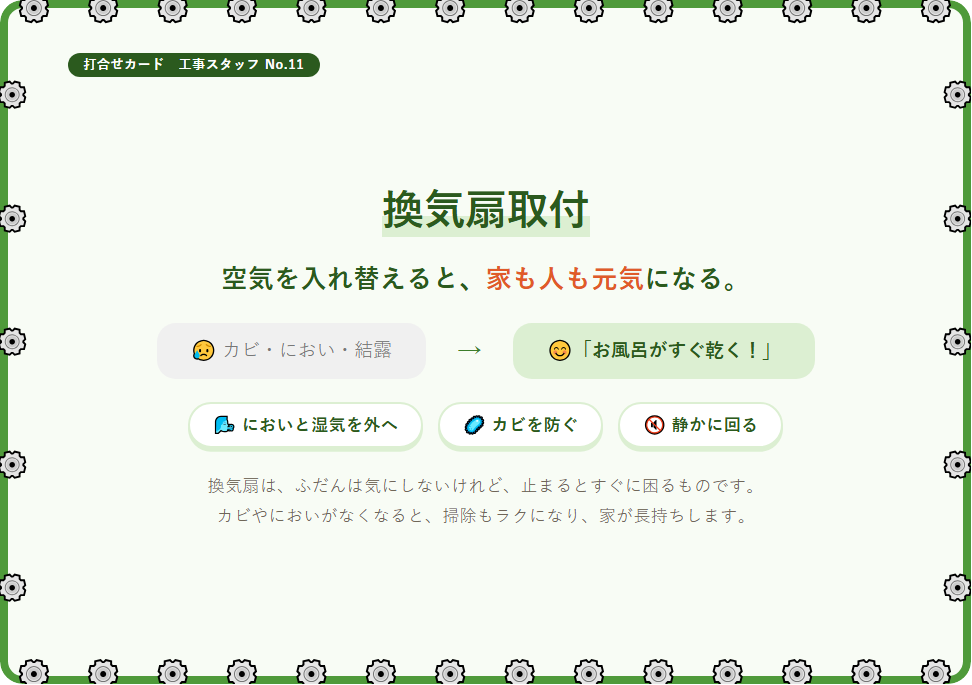 打合せカード　工事スタッフ No.11
換気扇取付
空気を入れ替えると、家も人も元気になる。
😥 カビ・におい・結露 → 😊「お風呂がすぐ乾く！」
🌬️ においと湿気を外へ 🦠 カビを防ぐ 🔇 静かに回る
換気扇は、ふだんは気にしないけれど、止まるとすぐに困るものです。
カビやにおいがなくなると、掃除もラクになり、家が長持ちします。